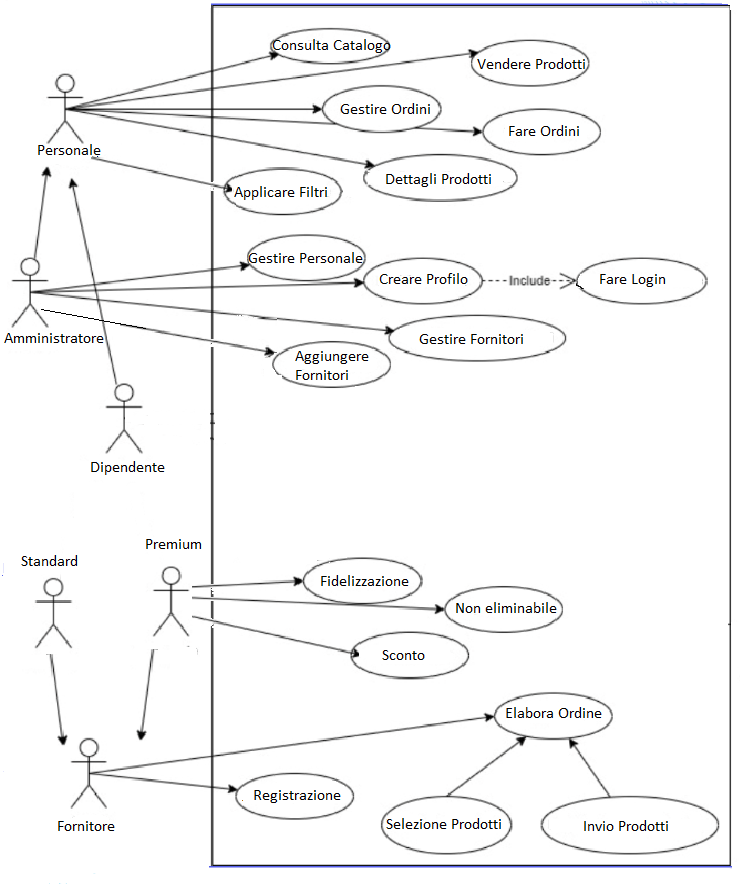 Consulta Catalogo
Vendere Prodotti
Gestire Ordini
Fare Ordini
Personale
Dettagli Prodotti
Applicare Filtri
Gestire Personale
Creare Profilo
Include
Fare Login
Amministratore
Gestire Fornitori
Aggiungere
Fornitori
Dipendente
Premium
Standard
Fidelizzazione
Non eliminabile
Sconto
Elabora Ordine
Registrazione
Fornitore
Selezione Prodotti
Invio Prodotti